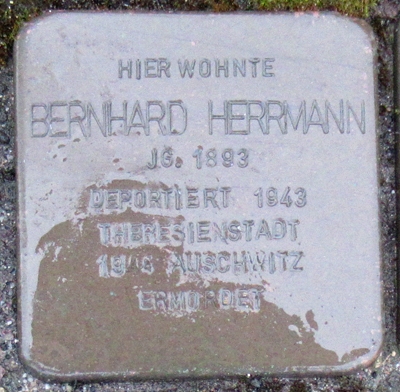 HIER WOHNTE
BERNHARD HERRMANN
JG. 1893
DEPORTIERT 1943
THERESIENSTADT
AUSCHWITZ
ERMORDET